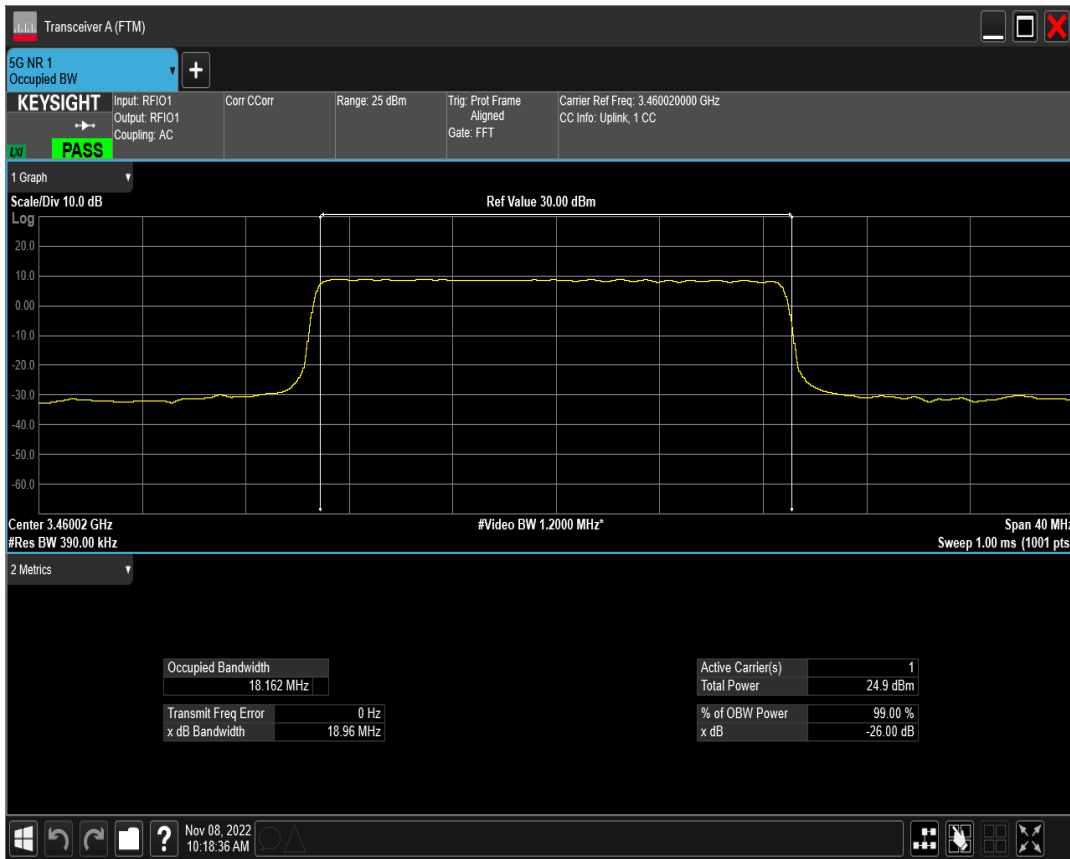 Transceiver A (FTM)
5G NR 1
Occupied BW
+
KEYSIGHT
LXI
PASS
Input: RFIO1
Output: RFIO1
Coupling: AC
Corr CCorr
Range: 25 dBm
Trig: Prot Frame
Aligned
Gate: FFT
Carrier Ref Freq: 3.460020000 GHz
CC Info: Uplink, 1 CC
1 Graph
Scale/Div 10.0 dB
Ref Value 30.00 dBm
Log
20.0
10.0
0.00
-10.0
-20.0
-30.0
-40.0
-50.0
-60.0
Center 3.46002 GHz
#Video BW 1.2000 MHz*
Span 40 MHz
#Res BW 390.00 kHz
Sweep 1.00 ms (1001 pts
2 Metrics
Occupied Bandwidth
18.162 MHz
Transmit Freq Error 0 Hz
x dB Bandwidth 18.96 MHz
Active Carrier(s) 1
Total Power 24.9 dBm
% of OBW Power 99.00 %
x dB -26.00 dB
?
Nov 08, 2022
10:18:36 AM